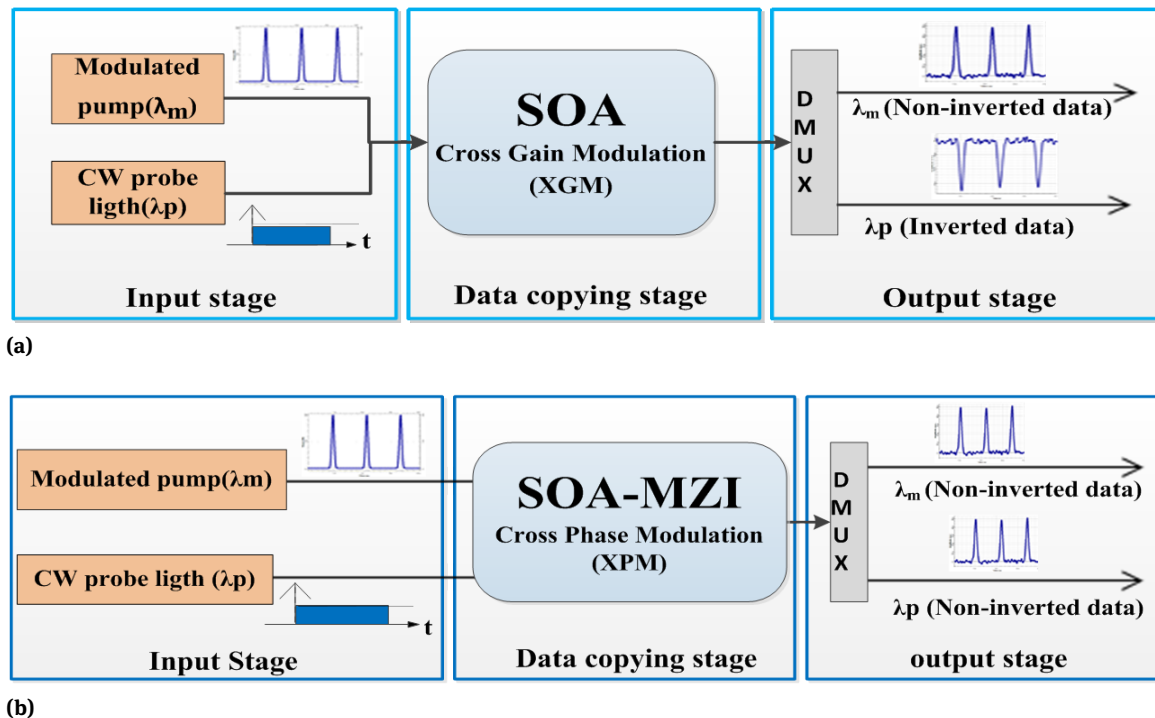 Modulated
pump(λm)
CW probe
ligth(λp)
t
Input stage
SOA
Cross Gain Modulation
(XGM)
Data copying stage
D
M
U
X
λm (Non-inverted data)
λp (Inverted data)
Output stage
(a)
Modulated pump(λm)
CW probe ligth (λp)
t
Input Stage
SOA-MZI
Cross Phase Modulation
(XPM)
Data copying stage
D
M
U
X
λm (Non-inverted data)
λp (Non-inverted data)
output stage
(b)